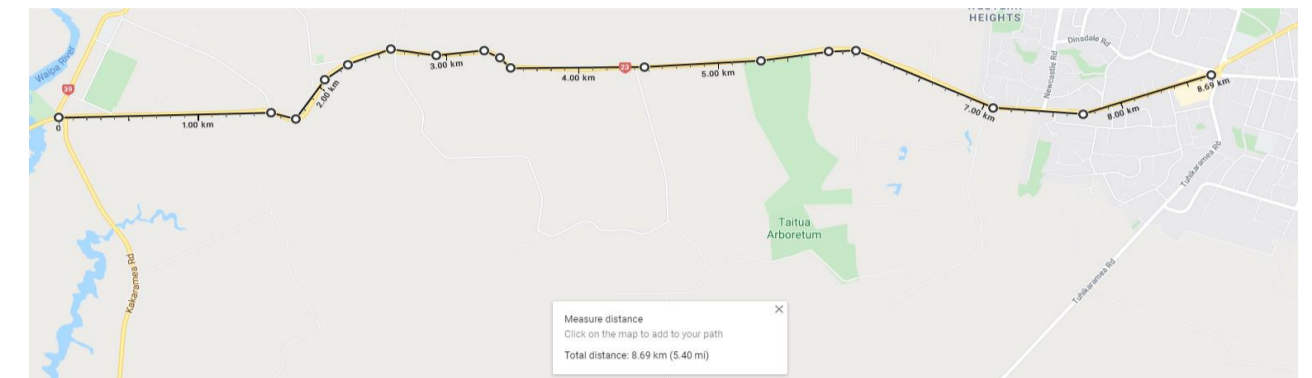 WESTERN
HEIGHTS
Dinsdale Rd
Newcastle Rd
Waipa River
39
0
1.00 km
2.00 km
3.00 km
4.00 km
23
5.00 km
7.00 km
8.00 km
8.69 km
Tuhikaramea Rd
Taitua
Arboretum
Kakaramea Rd
Tuhikaramea Rd
Measure distance
Click on the map to add to your path
Total distance: 8.69 km (5.40 mi)